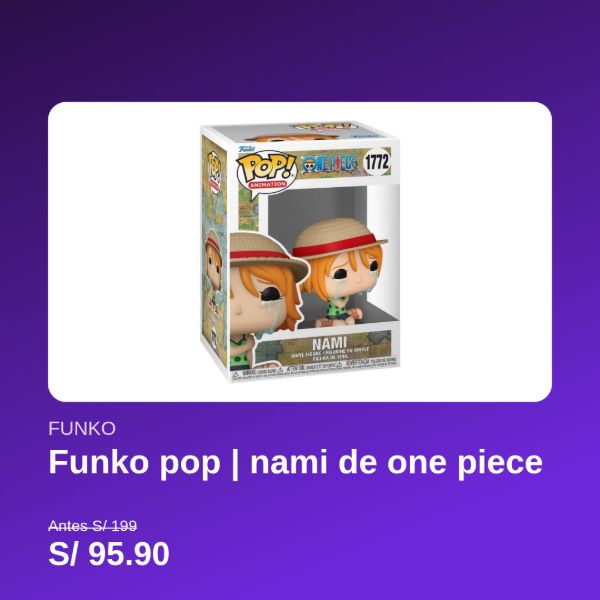 Funko
POP!
ANIMATION
ONE PIECE
1772
POP!
NAMI
VINYL FIGURE / FIGURINE EN VINYLE
FIGURA DE VINIL
FUNKO
Funko pop | nami de one piece
Antes S/ 199
S/ 95.90